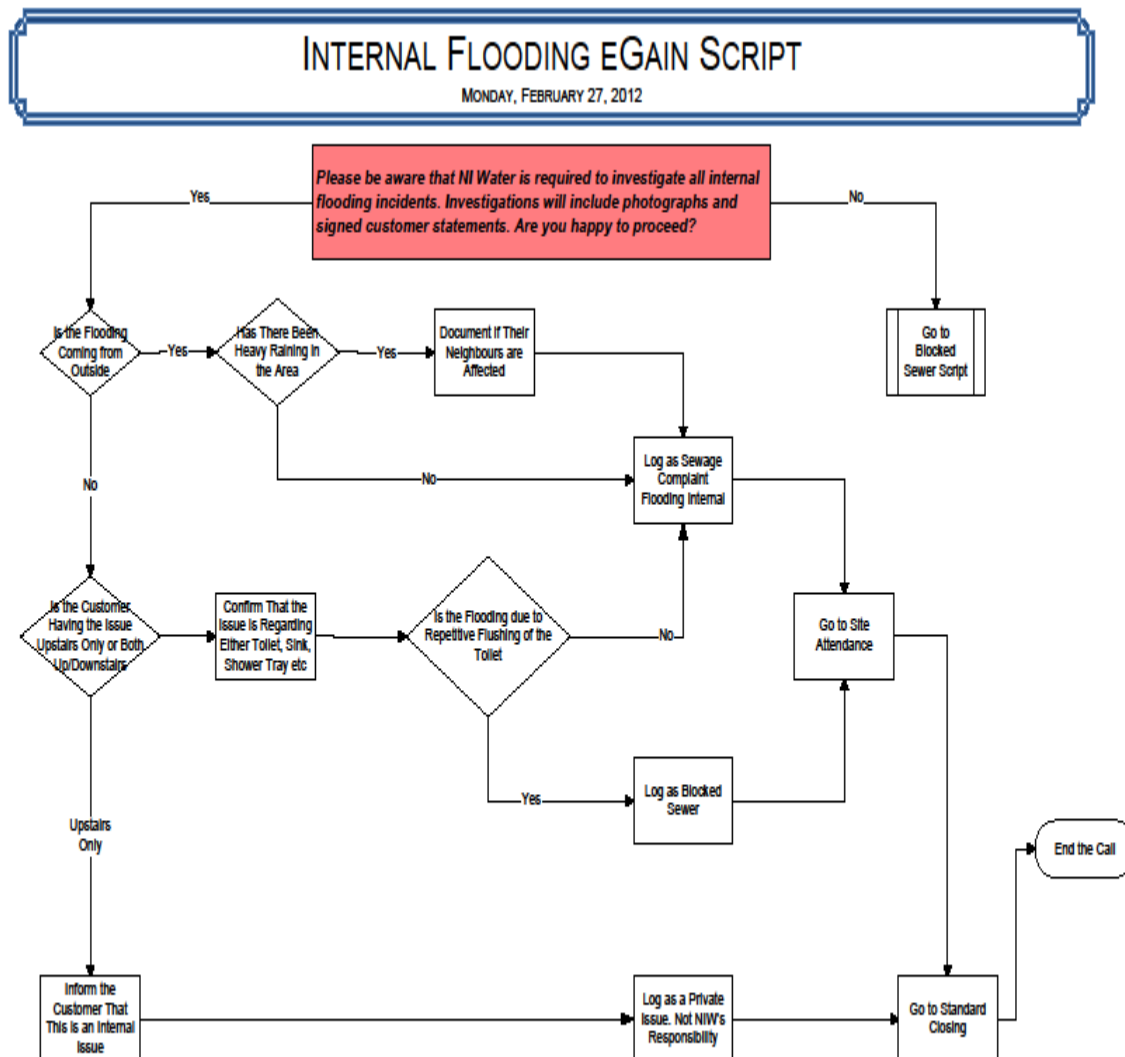 INTERNAL FLOODING EGAIN SCRIPT
MONDAY, FEBRUARY 27, 2012
Please be aware that NI Water is required to investigate all internal
flooding incidents. Investigations will include photographs and
signed customer statements. Are you happy to proceed?
Yes
No
Is the Flooding
Coming from
Outside
Yes
Has There Been
Heavy Raining in
the Area
Yes
Document If Their
Neighbours are
Affected
Go to
Blocked
Sewer Script
No
No
Log as Sewage
Complaint
Flooding Internal
Is the Customer
Having the Issue
Upstairs Only or Both
Up/Downstairs
Confirm That the
Issue is Regarding
Either Toilet, Sink,
Shower Tray etc
Is the Flooding due to
Repetitive Flushing of the
Toilet
No
Go to Site
Attendance
Yes
Log as Blocked
Sewer
Upstairs
Only
End the Call
Inform the
Customer That
This is an Internal
Issue
Log as a Private
Issue. Not NIW's
Responsibility
Go to Standard
Closing